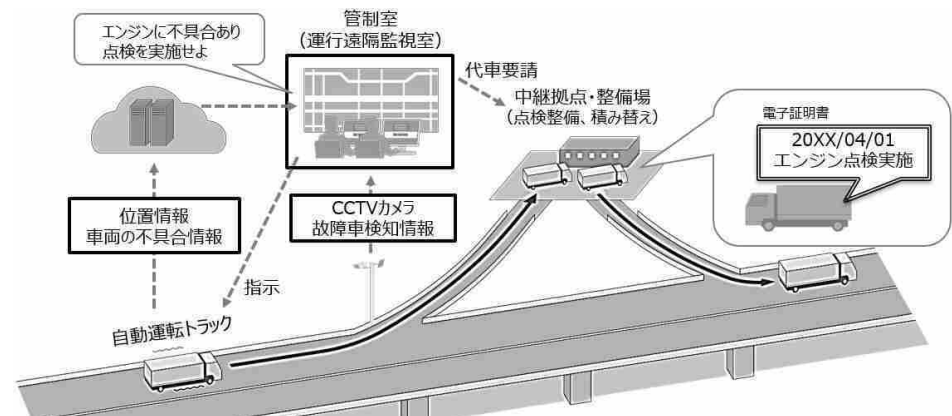 エンジンに不具合あり
点検を実施せよ
管制室
(運行遠隔監視室)
代車要請
中継拠点・整備場
(点検整備、積み替え)
電子証明書
20XX/04/01
エンジン点検実施
位置情報
車両の不具合情報
CCTVカメラ
故障車検知情報
指示
自動運転トラック